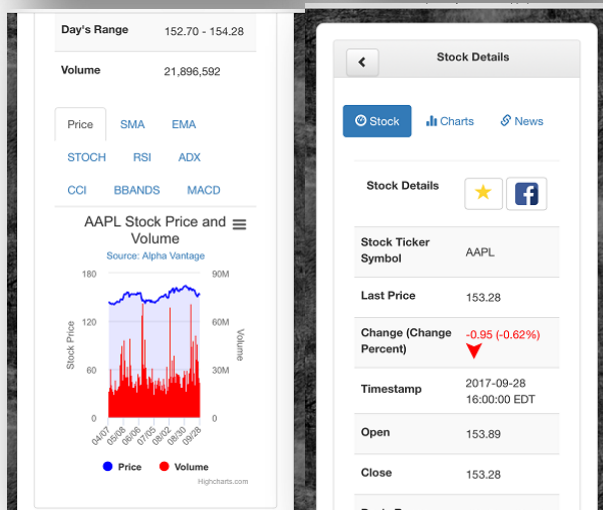 Day's Range 152.70 - 154.28
Volume 21,896,592
Price SMA EMA
STOCH RSI ADX
CCI BBANDS MACD
AAPL Stock Price and
Volume
Source: Alpha Vantage
180 90M
120 60M
60 30M
0 0
Stock Price
Volume
04/07 05/08 06/06 07/05 08/02 08/30 09/28
Price Volume
Highcharts.com
Stock Details
Stock Charts News
Stock Details
Stock Ticker
Symbol
AAPL
Last Price 153.28
Change (Change
Percent)
-0.95 (-0.62%)
Timestamp
2017-09-28
16:00:00 EDT
Open 153.89
Close 153.28